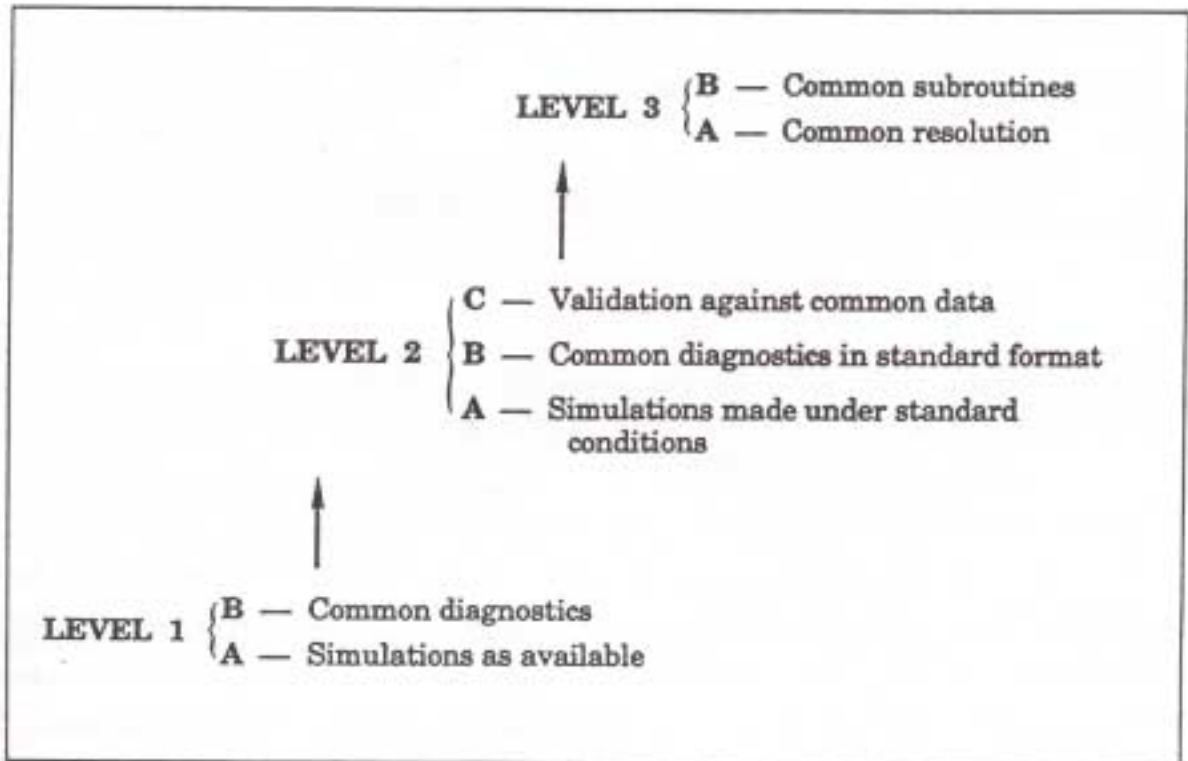 LEVEL 3
B — Common subroutines
A — Common resolution
LEVEL 2
C — Validation against common data
B — Common diagnostics in standard format
A — Simulations made under standard
conditions
LEVEL 1
B — Common diagnostics
A — Simulations as available